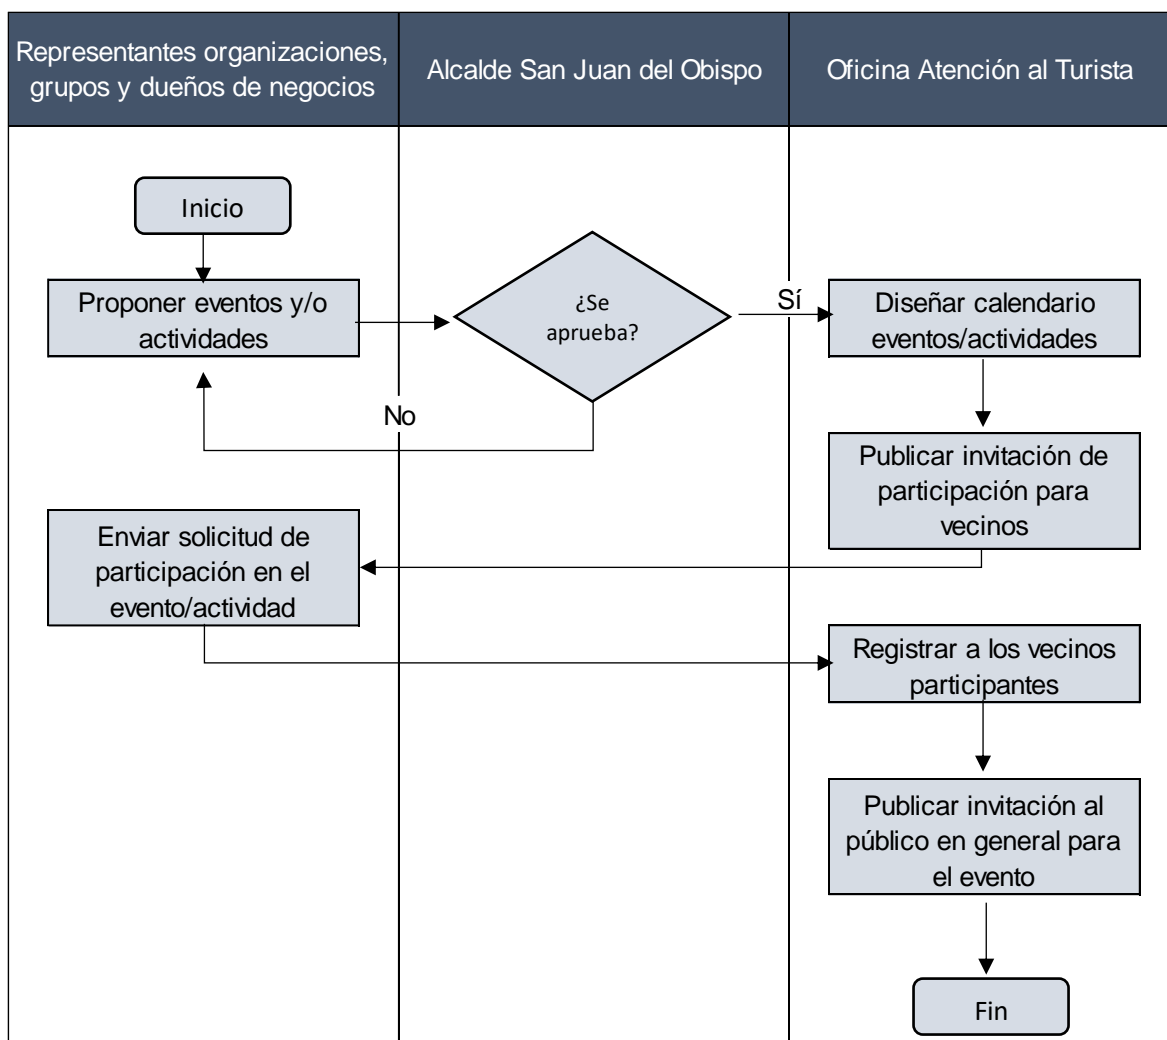 Representantes organizaciones,
grupos y dueños de negocios
Alcalde San Juan del Obispo
Oficina Atención al Turista
Inicio
Proponer eventos y/o
actividades
¿Se
aprueba?
Sí
Diseñar calendario
eventos/actividades
No
Publicar invitación de
participación para
vecinos
Enviar solicitud de
participación en el
evento/actividad
Registrar a los vecinos
participantes
Publicar invitación al
público en general para
el evento
Fin